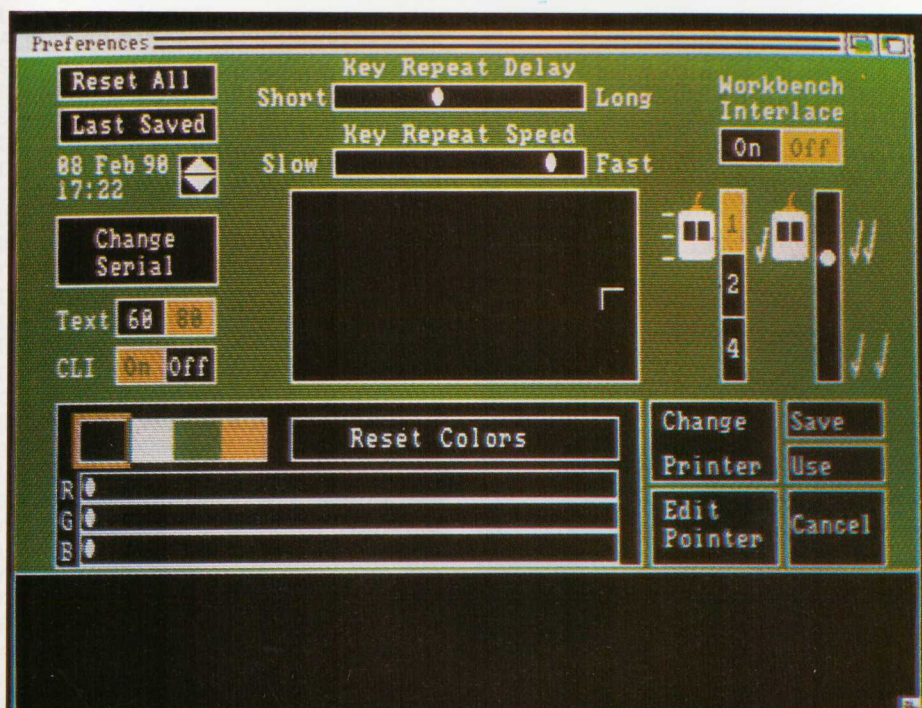 Preferences
Reset All
Last Saved
08 Feb 90
17:22
Change
Serial
Text 60 80
CLI On Off
Key Repeat Delay
Short Long
Key Repeat Speed
Slow Fast
Workbench
Interlace
On Off
1
2
4
Reset Colors
R
G
B
Change
Printer
Edit
Pointer
Save
Use
Cancel